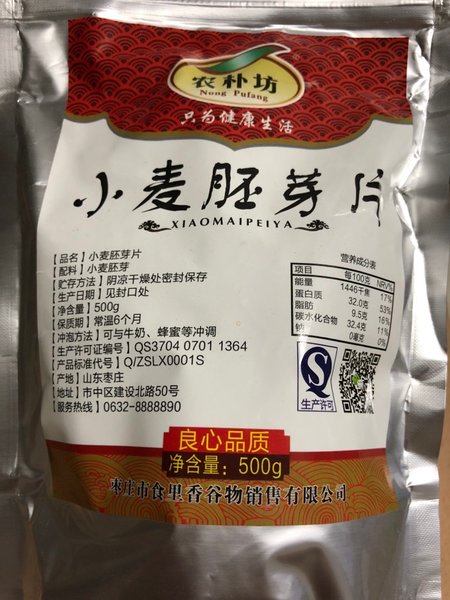 农朴坊
Nong Pufang
只为健康生活
小麦胚芽片
XIAOMAIPEIYA
【品名】小麦胚芽片
【配料】小麦胚芽
【贮存方法】阴凉干燥处密封保存
【生产日期】见封口处
【净含量】500g
【保质期】常温6个月
【冲泡方法】可与牛奶、蜂蜜等冲调
【生产许可证编号】QS3704 0701 1364
【产品标准代号】Q/ZSLX0001S
【产地】山东枣庄
【地址】市中区建设北路50号
【服务热线】0632-8888890
营养成分表
项目 每100克 NRV%
能量 1446千焦 17%
蛋白质 32.0克 53%
脂肪 9.5克 16%
碳水化合物 32.4克 11%
钠 0毫克 0%
生产许可
良心品质
净含量：500g
枣庄市食里香谷物销售有限公司